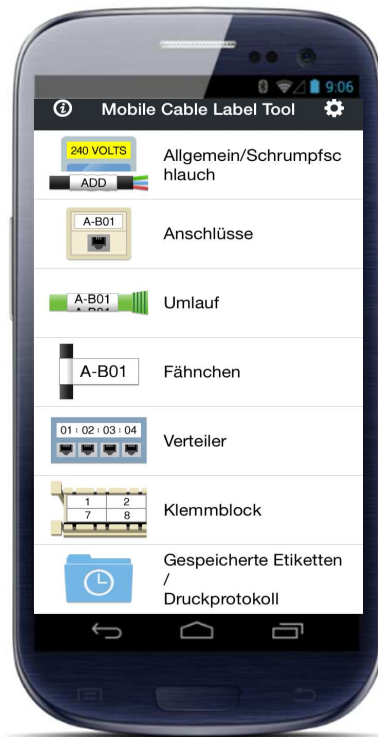 9:06
Mobile Cable Label Tool
240 VOLTS
ADD
Allgemein/Schrumpfsc
hlauch
A-B01
Anschlüsse
A-B01
A-B01
Umlauf
A-B01
Fähnchen
01 : 02 : 03 : 04
Verteiler
1 2
7 8
Klemmblock
Gespeicherte Etiketten
/
Druckprotokoll